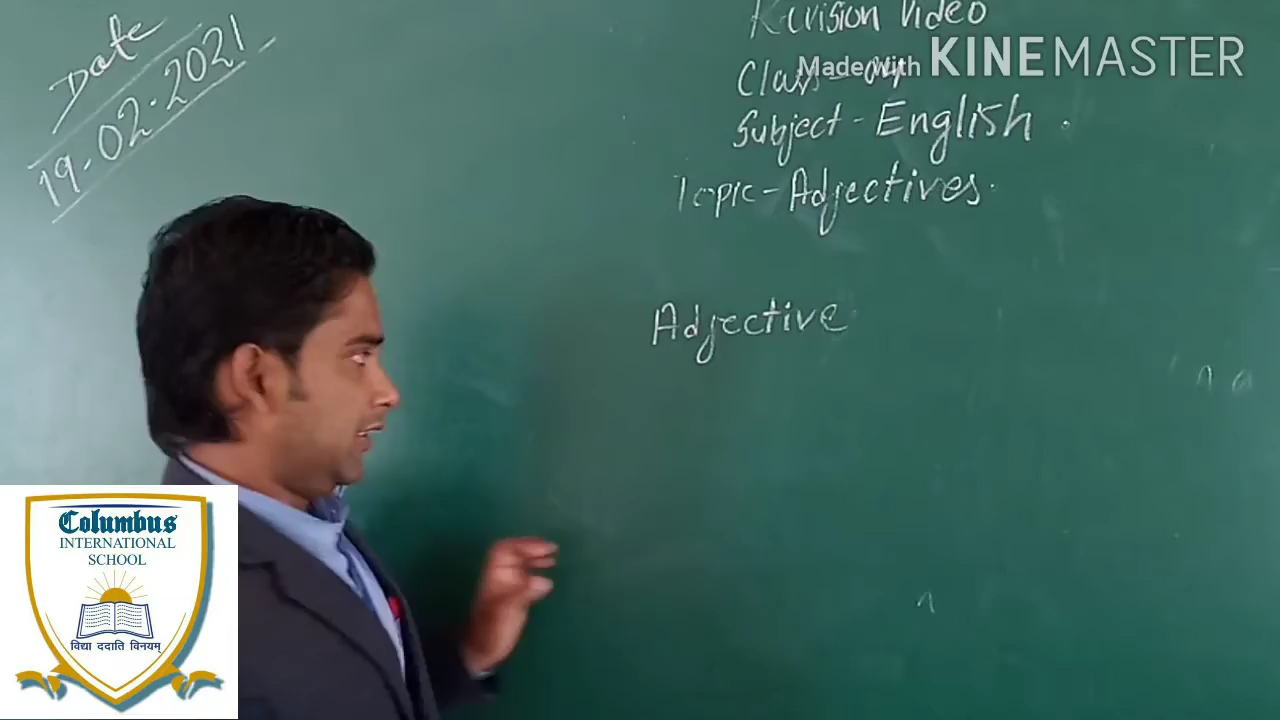 Date
19.02.2021
Revision Video
Made With KINEMASTER
Class -
Subject - English .
Topic - Adjectives.
Adjective
Columbus
INTERNATIONAL
SCHOOL
विद्या ददाति विनयम्